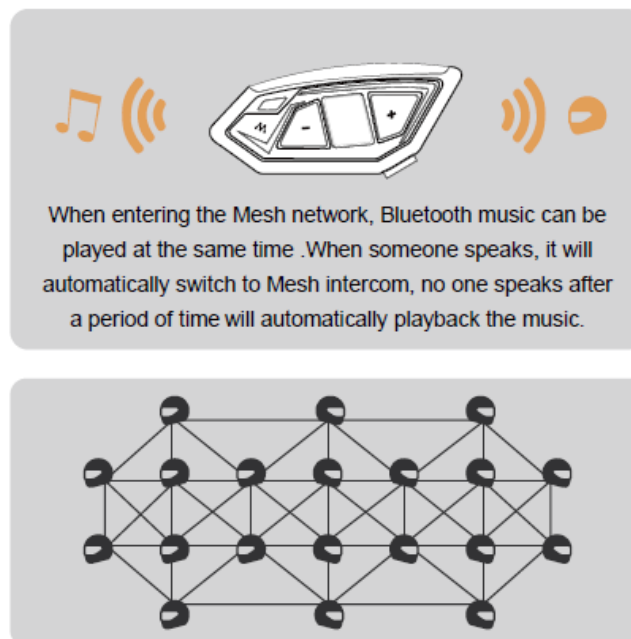 M
-
+
When entering the Mesh network, Bluetooth music can be
played at the same time .When someone speaks, it will
automatically switch to Mesh intercom, no one speaks after
a period of time will automatically playback the music.